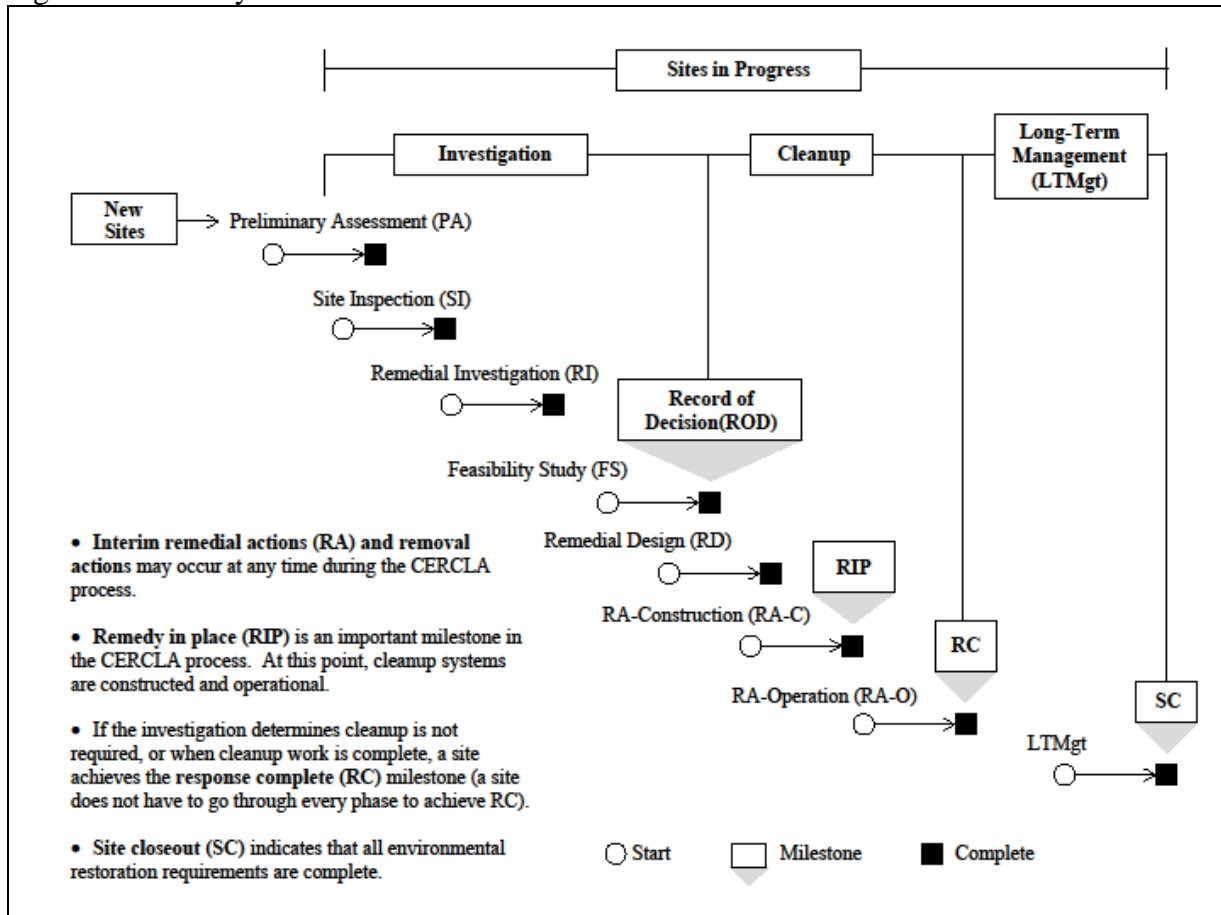 Sites in Progress
Investigation
Cleanup
Long-Term
Management
(LTMgt)
New
Sites
Preliminary Assessment (PA)
Site Inspection (SI)
Remedial Investigation (RI)
Record of
Decision(ROD)
Feasibility Study (FS)
Remedial Design (RD)
RIP
RA-Construction (RA-C)
RC
RA-Operation (RA-O)
SC
LTMgt
• Interim remedial actions (RA) and removal
actions may occur at any time during the CERCLA
process.
• Remedy in place (RIP) is an important milestone in
the CERCLA process. At this point, cleanup systems
are constructed and operational.
• If the investigation determines cleanup is not
required, or when cleanup work is complete, a site
achieves the response complete (RC) milestone (a site
does not have to go through every phase to achieve RC).
• Site closeout (SC) indicates that all environmental
restoration requirements are complete.
Start
Milestone
Complete